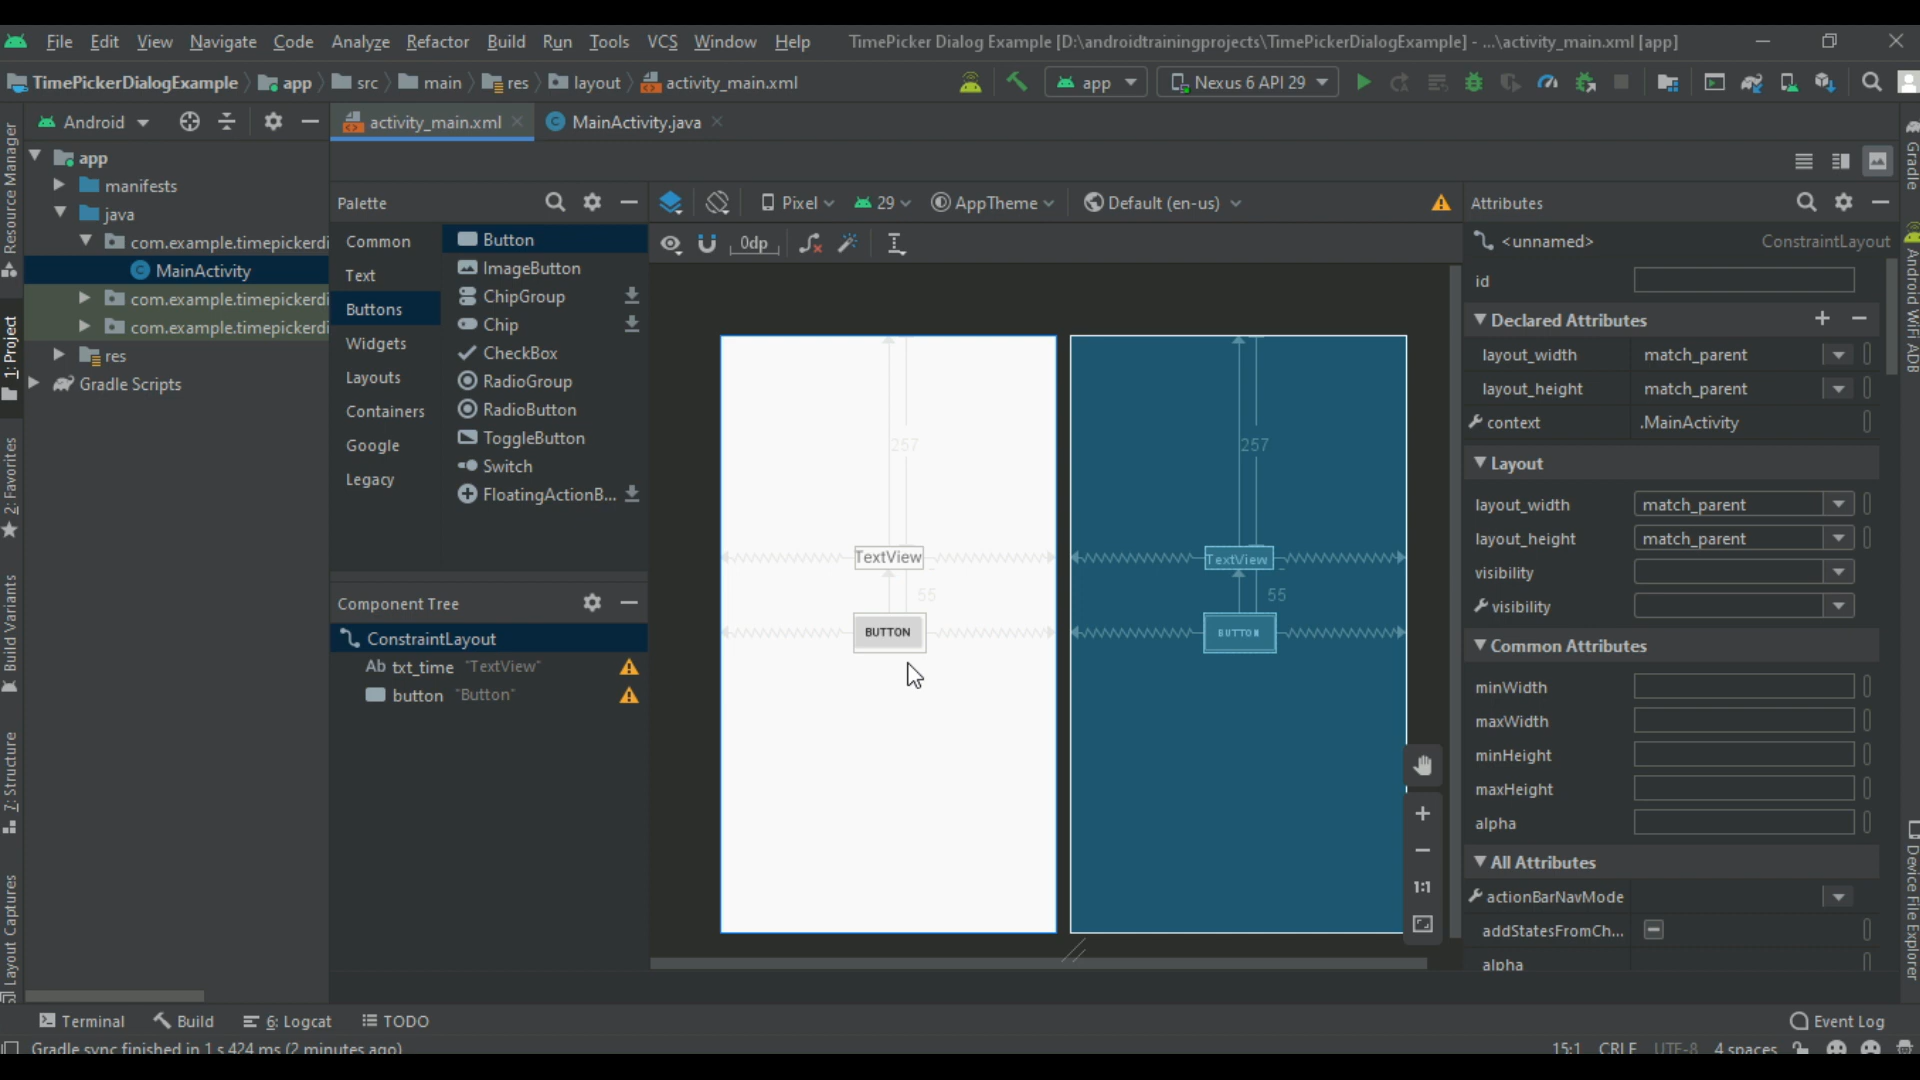 File Edit View Navigate Code Analyze Refactor Build Run Tools VCS Window Help TimePicker Dialog Example [D:\androidtrainingprojects\TimePickerDialogExample] - ...\activity_main.xml [app]
TimePickerDialogExample app src main res layout activity_main.xml app Nexus 6 API 29
Android
activity_main.xml MainActivity.java
app
manifests
java
com.example.timepickerdi
MainActivity
com.example.timepickerdi
com.example.timepickerdi
res
Gradle Scripts
Resource Manager
1: Project
2: Favorites
Build Variants
7: Structure
Layout Captures
Palette
Common
Text
Buttons
Widgets
Layouts
Containers
Google
Legacy
Button
ImageButton
ChipGroup
Chip
CheckBox
RadioGroup
RadioButton
ToggleButton
Switch
FloatingActionB...
Component Tree
ConstraintLayout
Ab txt_time "TextView"
button "Button"
Pixel 29 AppTheme Default (en-us)
0dp
257
TextView
55
BUTTON
257
TextView
55
BUTTON
1:1
Attributes
<unnamed> ConstraintLayout
id
Declared Attributes
layout_width match_parent
layout_height match_parent
context .MainActivity
Layout
layout_width match_parent
layout_height match_parent
visibility
visibility
Common Attributes
minWidth
maxWidth
minHeight
maxHeight
alpha
All Attributes
actionBarNavMode
addStatesFromCh...
alpha
Gradle
Android WiFi ADB
Device File Explorer
Terminal Build 6: Logcat TODO Event Log
Gradle sync finished in 1 s 424 ms (2 minutes ago) 15:1 CRLF UTF-8 4 spaces